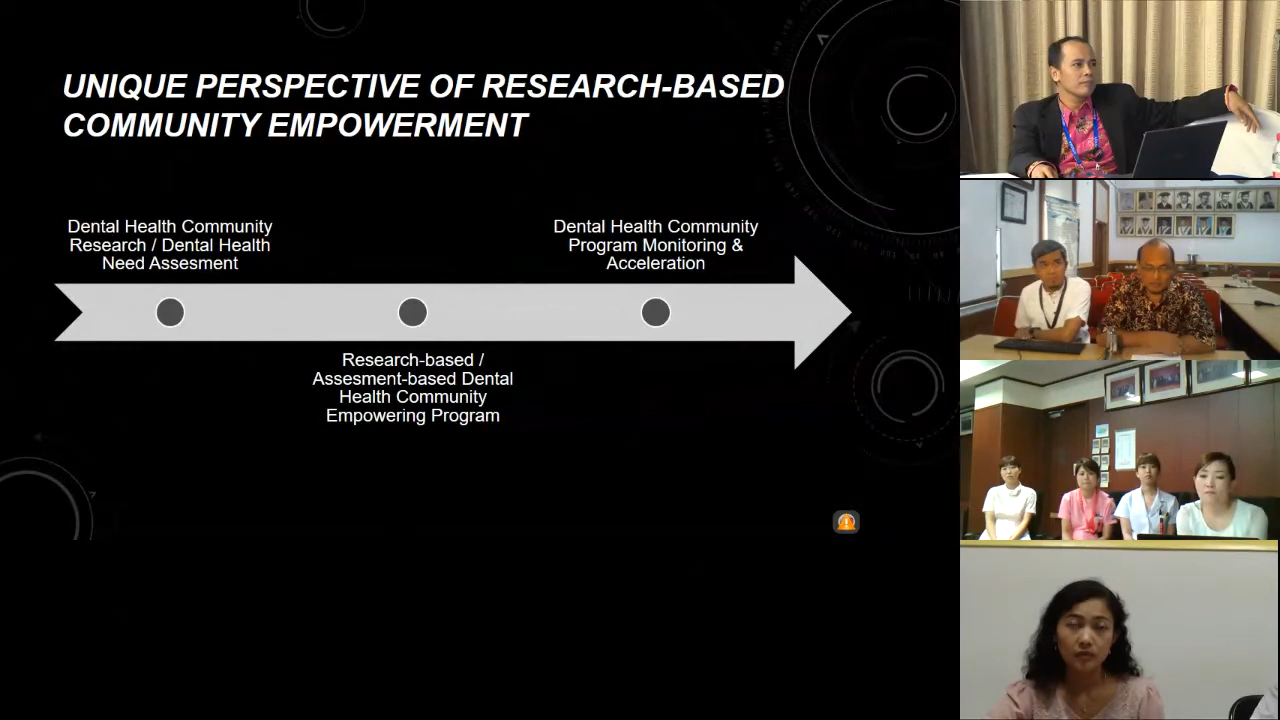 UNIQUE PERSPECTIVE OF RESEARCH-BASED
COMMUNITY EMPOWERMENT
Dental Health Community
Research / Dental Health
Need Assesment
Research-based /
Assesment-based Dental
Health Community
Empowering Program
Dental Health Community
Program Monitoring &
Acceleration